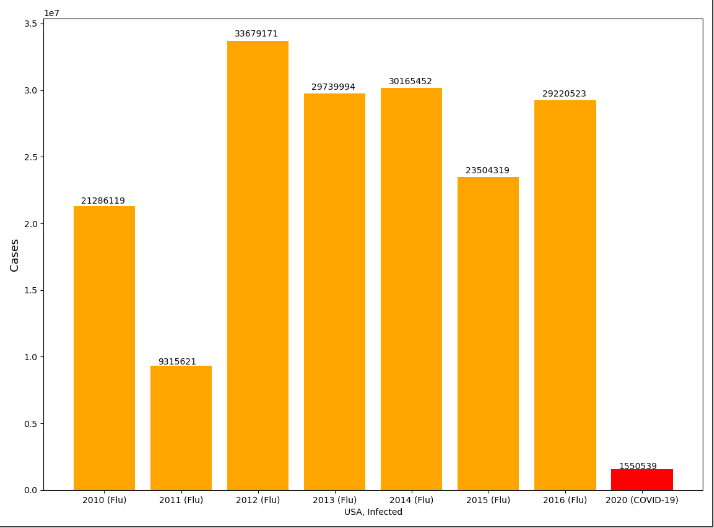 1e7
3.5
3.0
2.5
2.0
1.5
1.0
0.5
0.0
Cases
21286119
9315621
33679171
29739994
30165452
23504319
29220523
1550539
2010 (Flu)
2011 (Flu)
2012 (Flu)
2013 (Flu)
2014 (Flu)
2015 (Flu)
2016 (Flu)
2020 (COVID-19)
USA, Infected